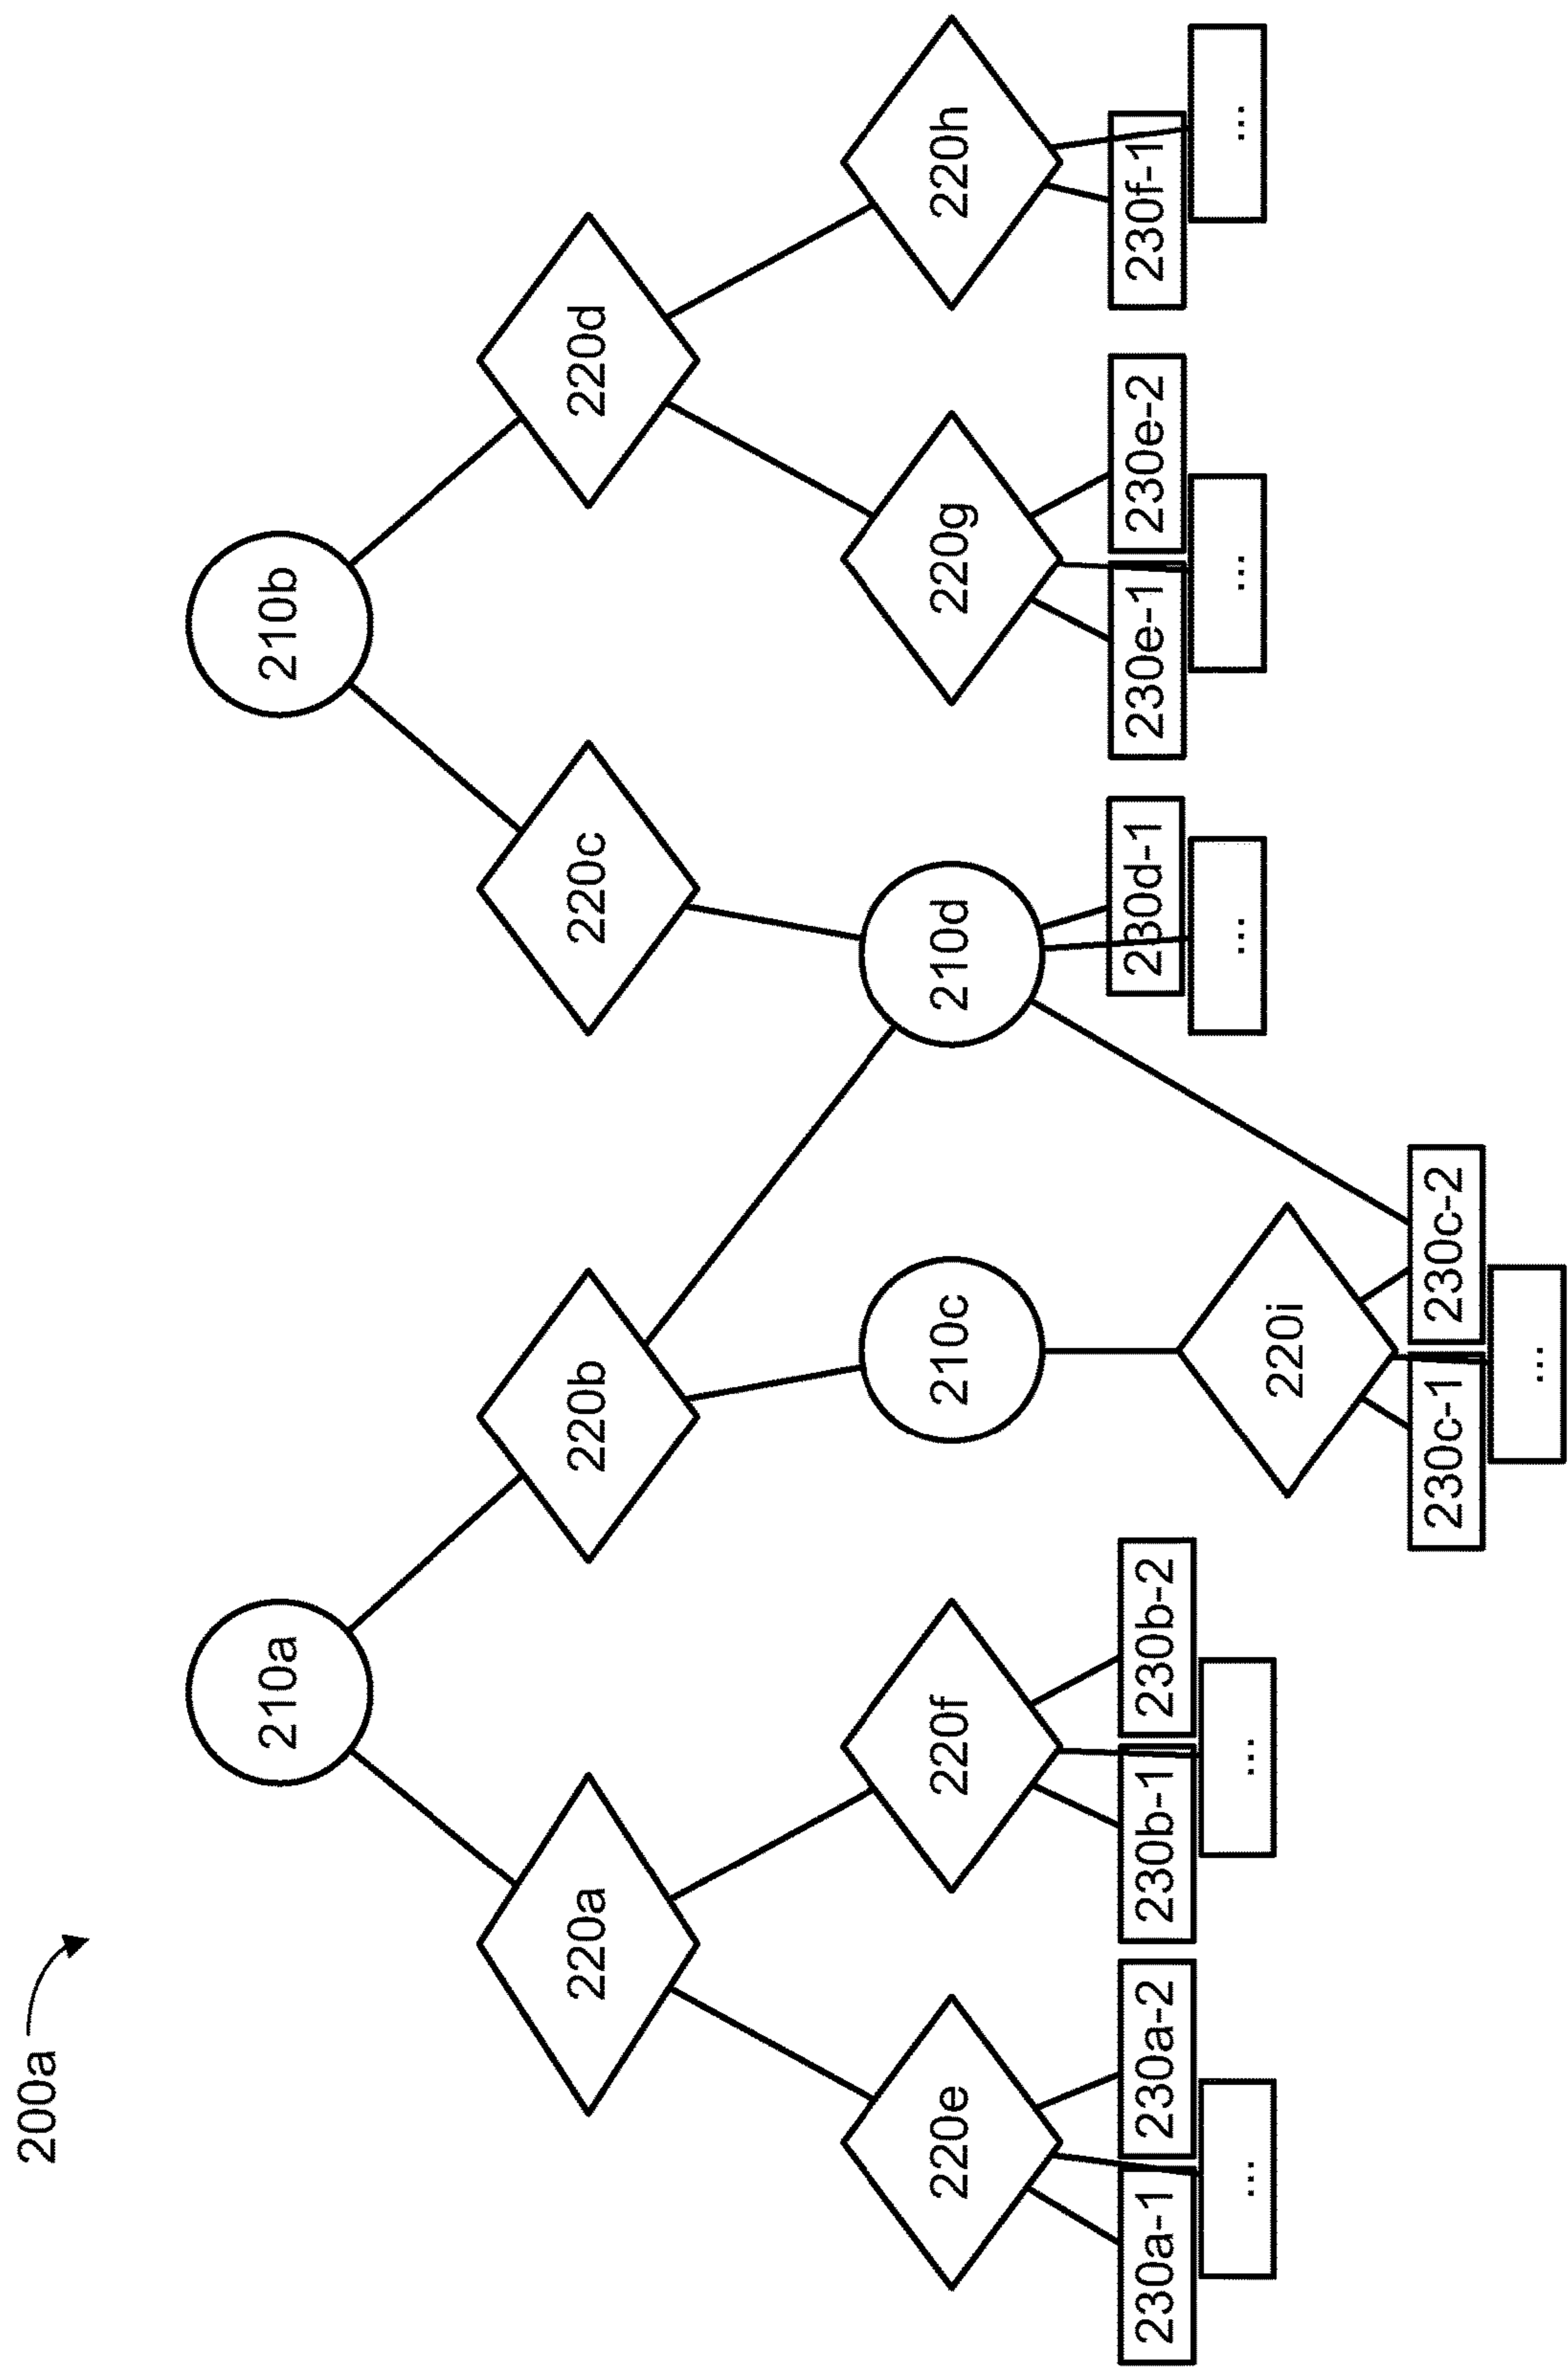 200a
210a
210b
220a
220b
220c
220d
220e
220f
210c
210d
220g
220h
230a-1
230a-2
...
230b-1
230b-2
...
220i
230d-1
...
230e-1
230e-2
...
230f-1
...
230c-1
230c-2
...